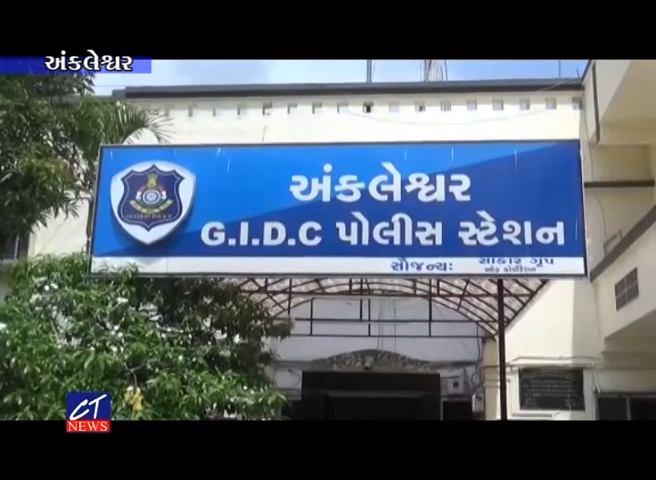 અંકલેશ્વર
અંકલેશ્વર
G.I.D.C પોલીસ સ્ટેશન
સૌજન્ય: સાકાર ગ્રુપ
CT
NEWS